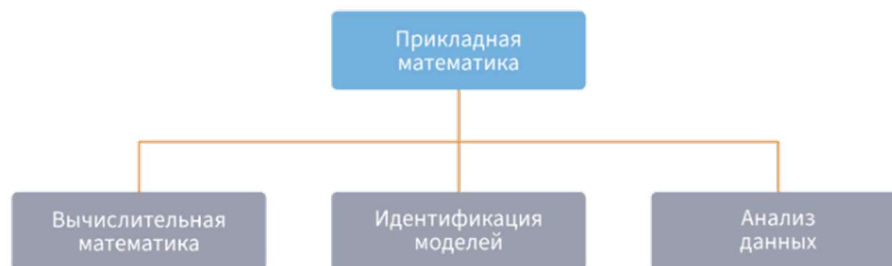 Прикладная
математика
Вычислительная
математика
Идентификация
моделей
Анализ
данных